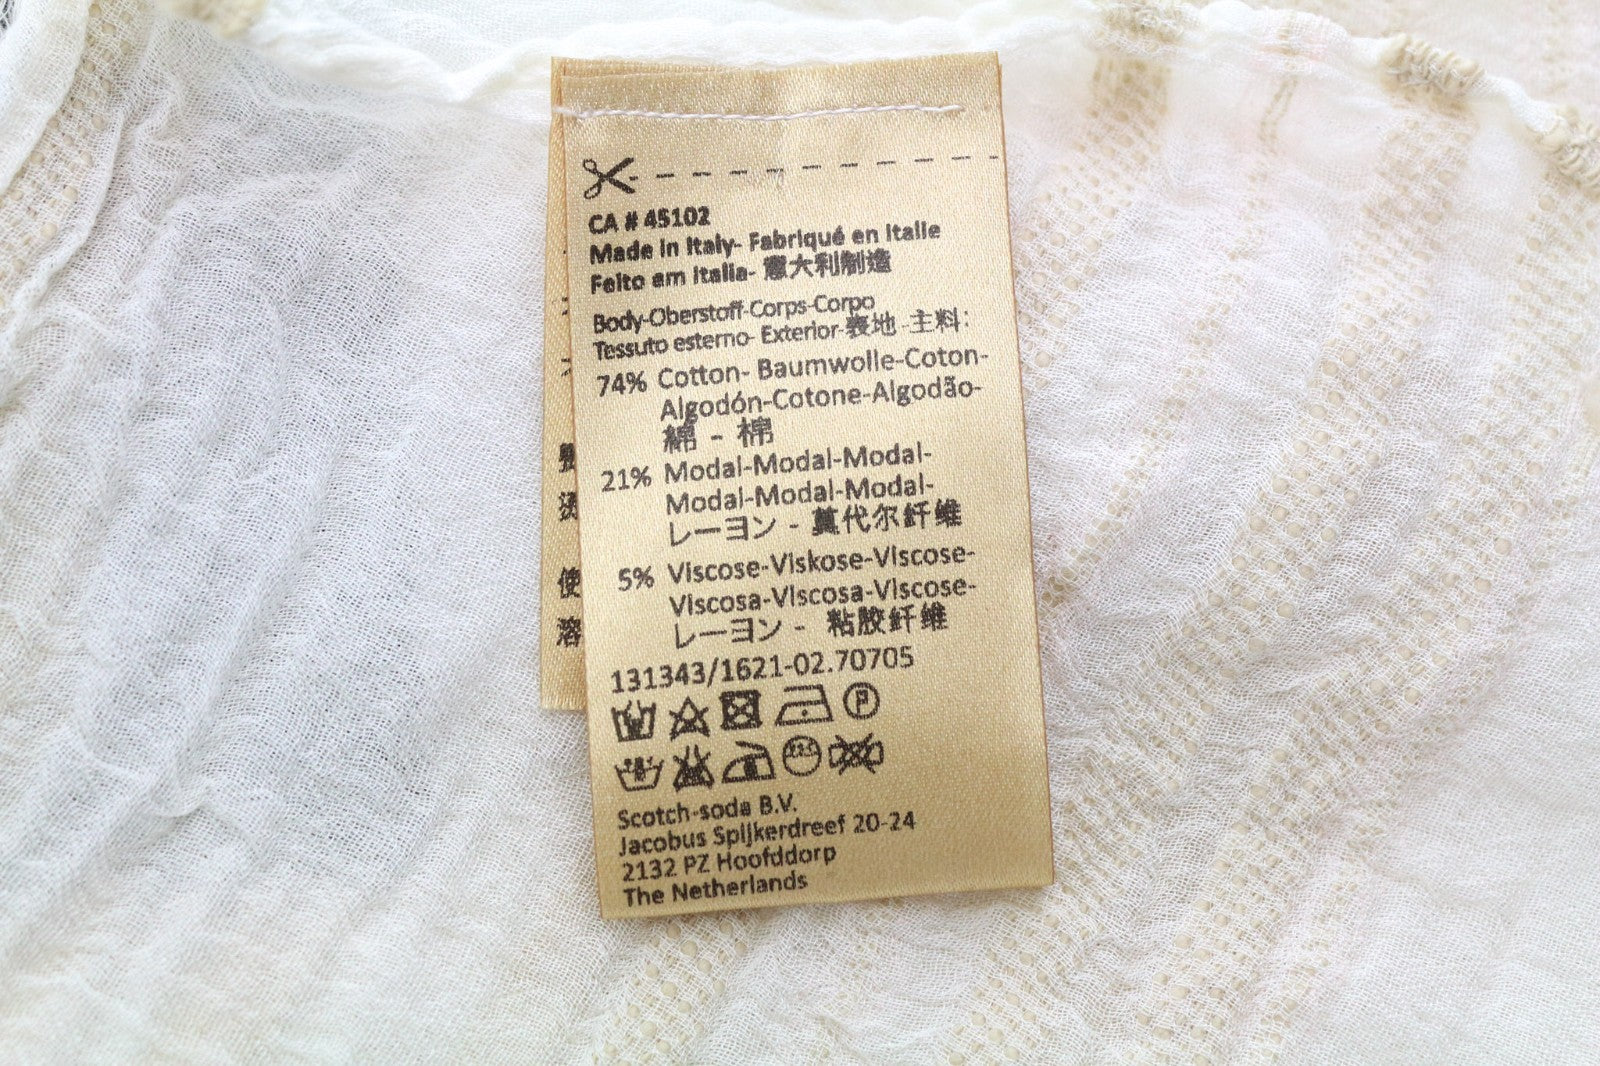 CA # 45102
Made in Italy- Fabriqué en Italie
Feito em Italia- 意大利制造
Body-Oberstoff-Corps-Corpo
Tessuto esterno- Exterior-表地 -主料:
74% Cotton- Baumwolle-Coton-
Algodón-Cotone-Algodão-
綿 - 棉
21% Modal-Modal-Modal-
Modal-Modal-Modal-
レーヨン - 莫代尔纤维
5% Viscose-Viskose-Viscose-
Viscosa-Viscosa-Viscose-
レーヨン - 粘胶纤维
131343/1621-02.70705
P
Scotch-soda B.V.
Jacobus Spijkerdreef 20-24
2132 PZ Hoofddorp
The Netherlands
使
溶